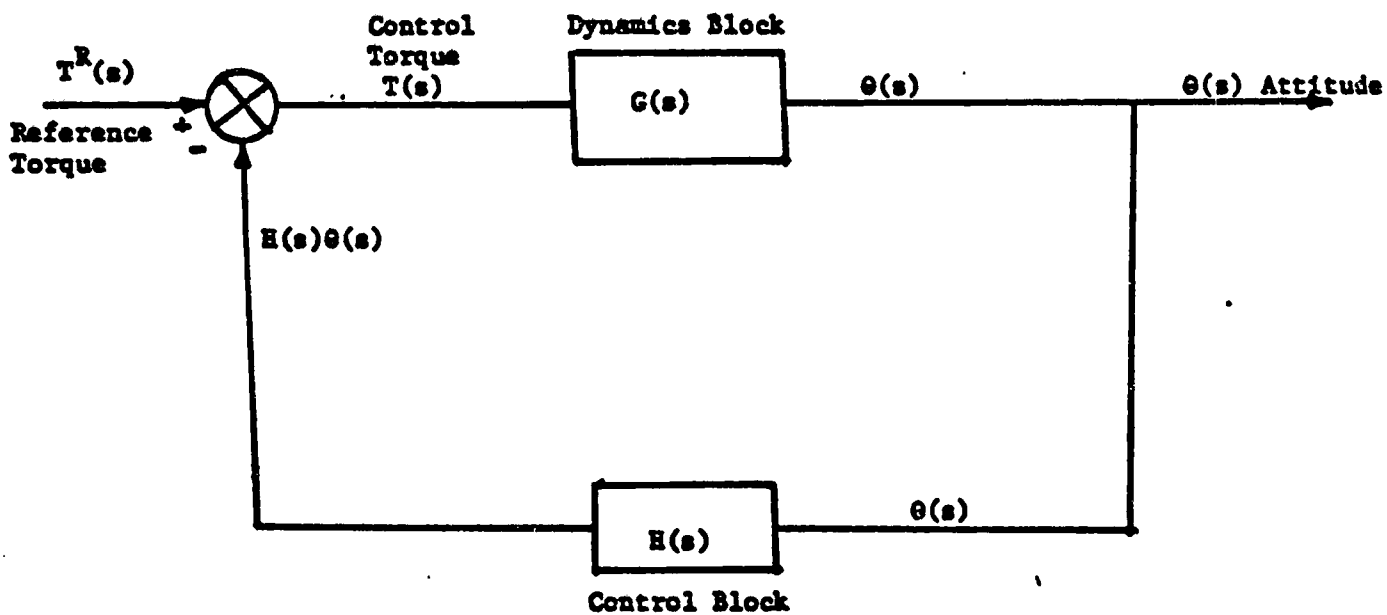 Control
Torque
T(s)
Dynamics Block
T^R(s)
+
-
Reference
Torque
G(s)
θ(s)
θ(s) Attitude
H(s)θ(s)
θ(s)
H(s)
Control Block